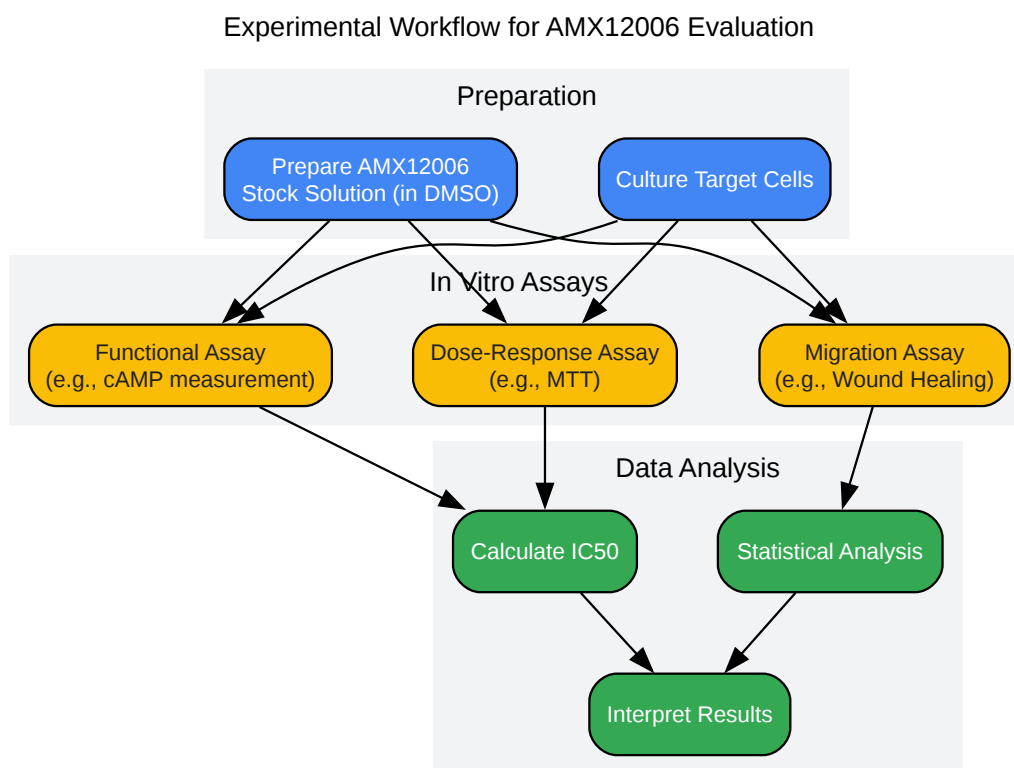 Experimental Workflow for AMX12006 Evaluation
Preparation
Prepare AMX12006
Stock Solution (in DMSO)
Culture Target Cells
In Vitro Assays
Functional Assay
(e.g., cAMP measurement)
Dose-Response Assay
(e.g., MTT)
Migration Assay
(e.g., Wound Healing)
Data Analysis
Calculate IC50
Statistical Analysis
Interpret Results